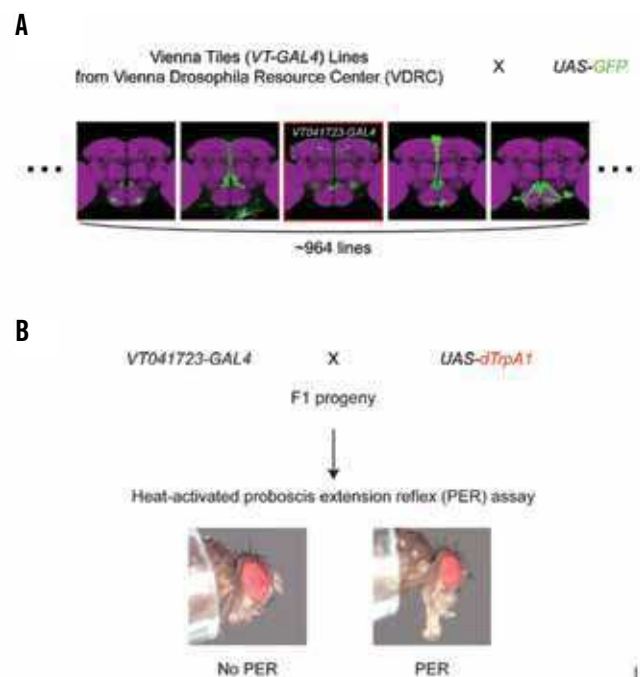 A
Vienna Tiles (VT-GAL4) Lines
from Vienna Drosophila Resource Center (VDRC)
X
UAS-GFP
VT041723-GAL4
... ...
~964 lines
B
VT041723-GAL4 X UAS-dTrpA1
F1 progeny
Heat-activated proboscis extension reflex (PER) assay
No PER PER